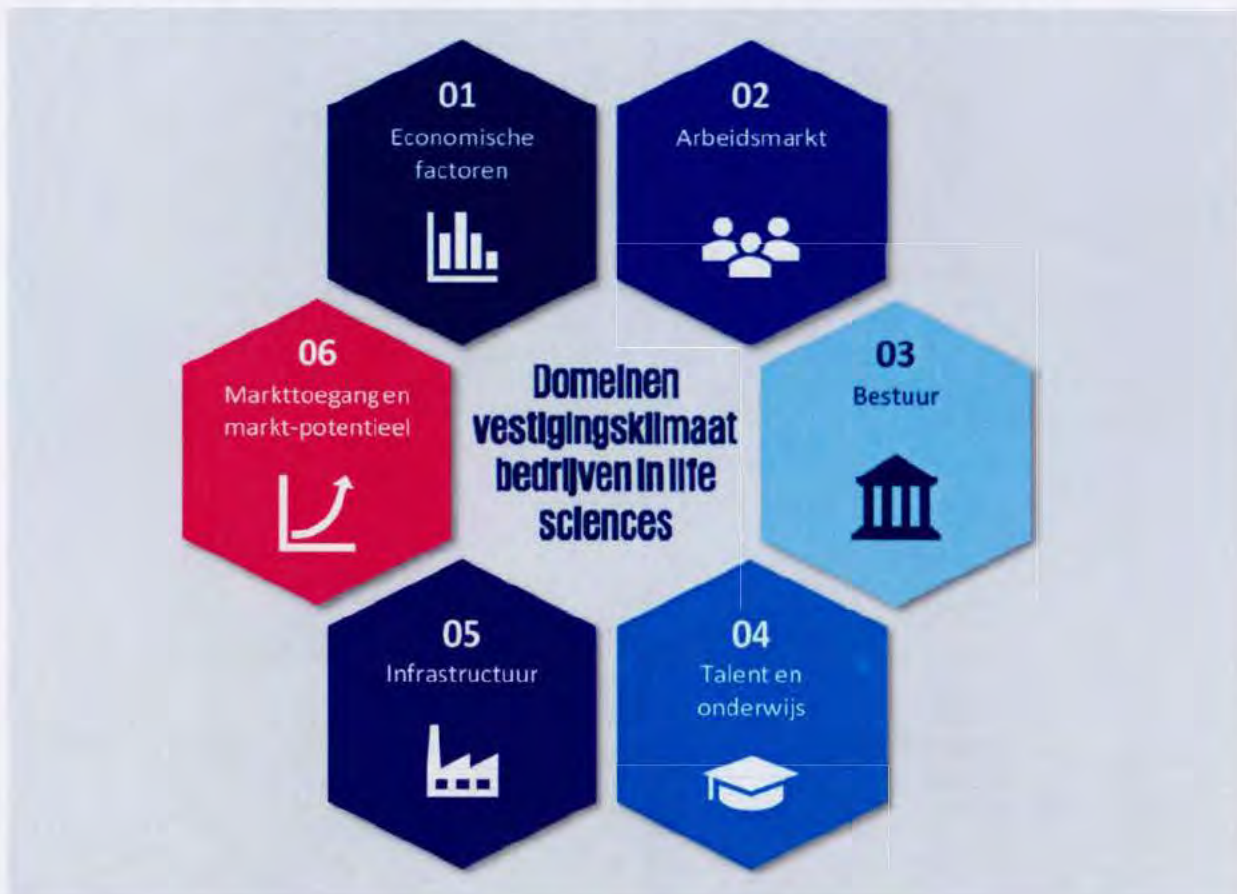 01
Economische
factoren
02
Arbeidsmarkt
03
Bestuur
04
Talent en
onderwijs
05
Infrastructuur
06
Markttoegang en
markt-potentieel
Domeinen
vestigingsklimaat
bedrijven in life
sciences